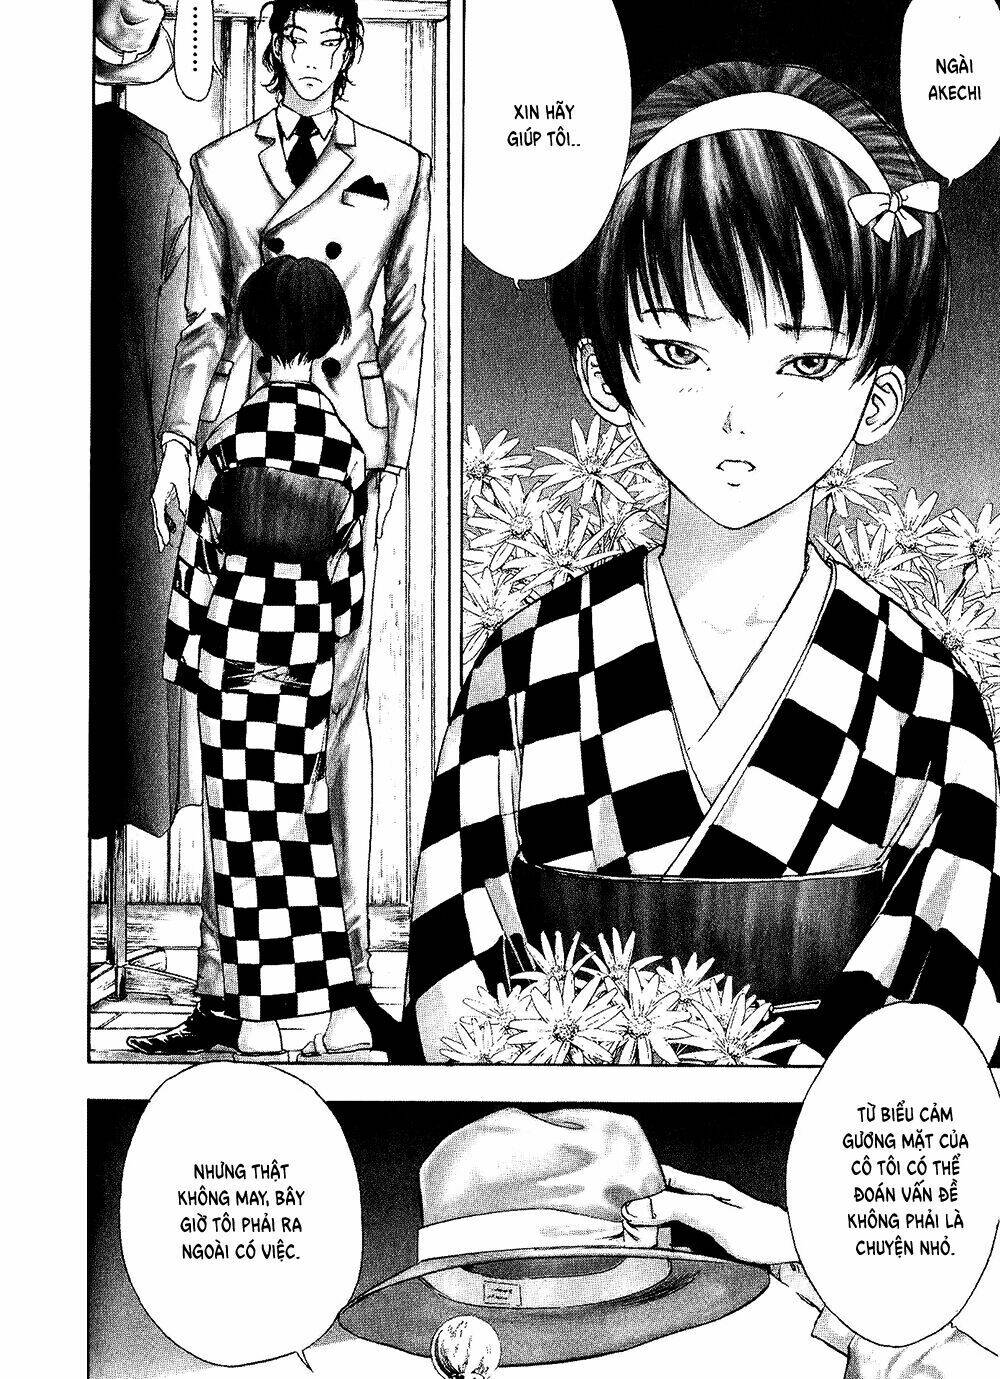 NGÀI
AKECHI
XIN HÃY
GIÚP TÔI..
.........
TỪ BIỂU CẢM
GƯƠNG MẶT CỦA
CÔ TÔI CÓ THỂ
ĐOÁN VẤN ĐỀ
KHÔNG PHẢI LÀ
CHUYỆN NHỎ.
NHƯNG THẬT
KHÔNG MAY, BÂY
GIỜ TÔI PHẢI RA
NGOÀI CÓ VIỆC.